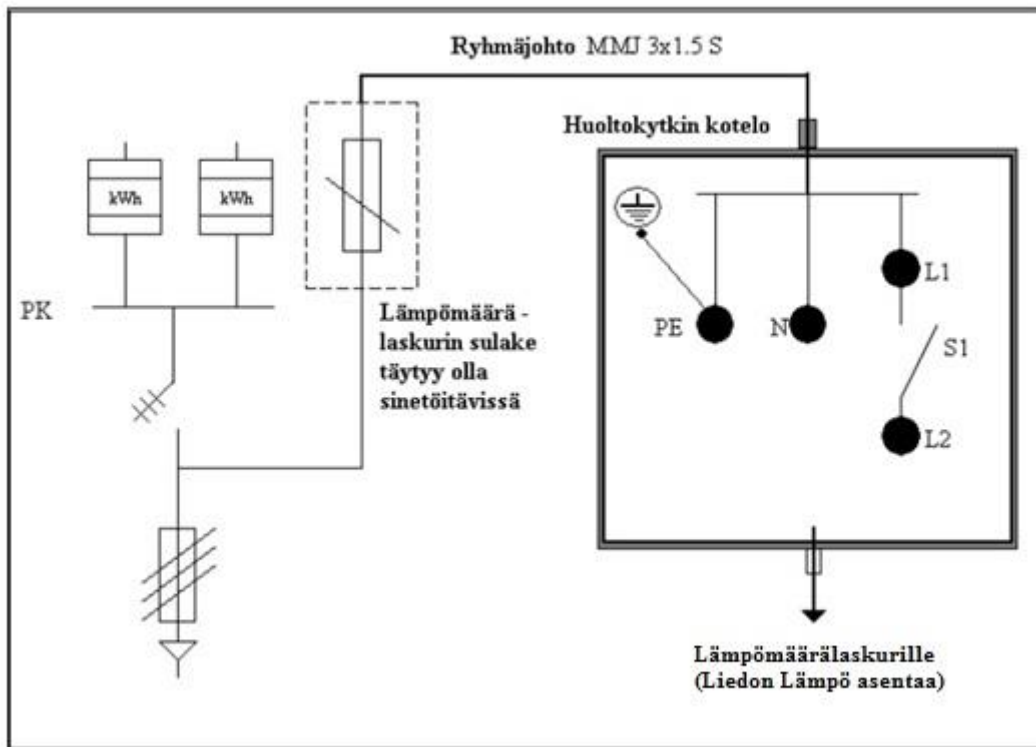 Ryhmäjohto MMJ 3x1.5 S
Huoltokytkin kotelo
kWh
kWh
PK
Lämpömäärä -
laskurin sulake
täytyy olla
sinetöitävissä
PE
N
L1
S1
L2
Lämpömäärälaskurille
(Liedon Lämpö asentaa)